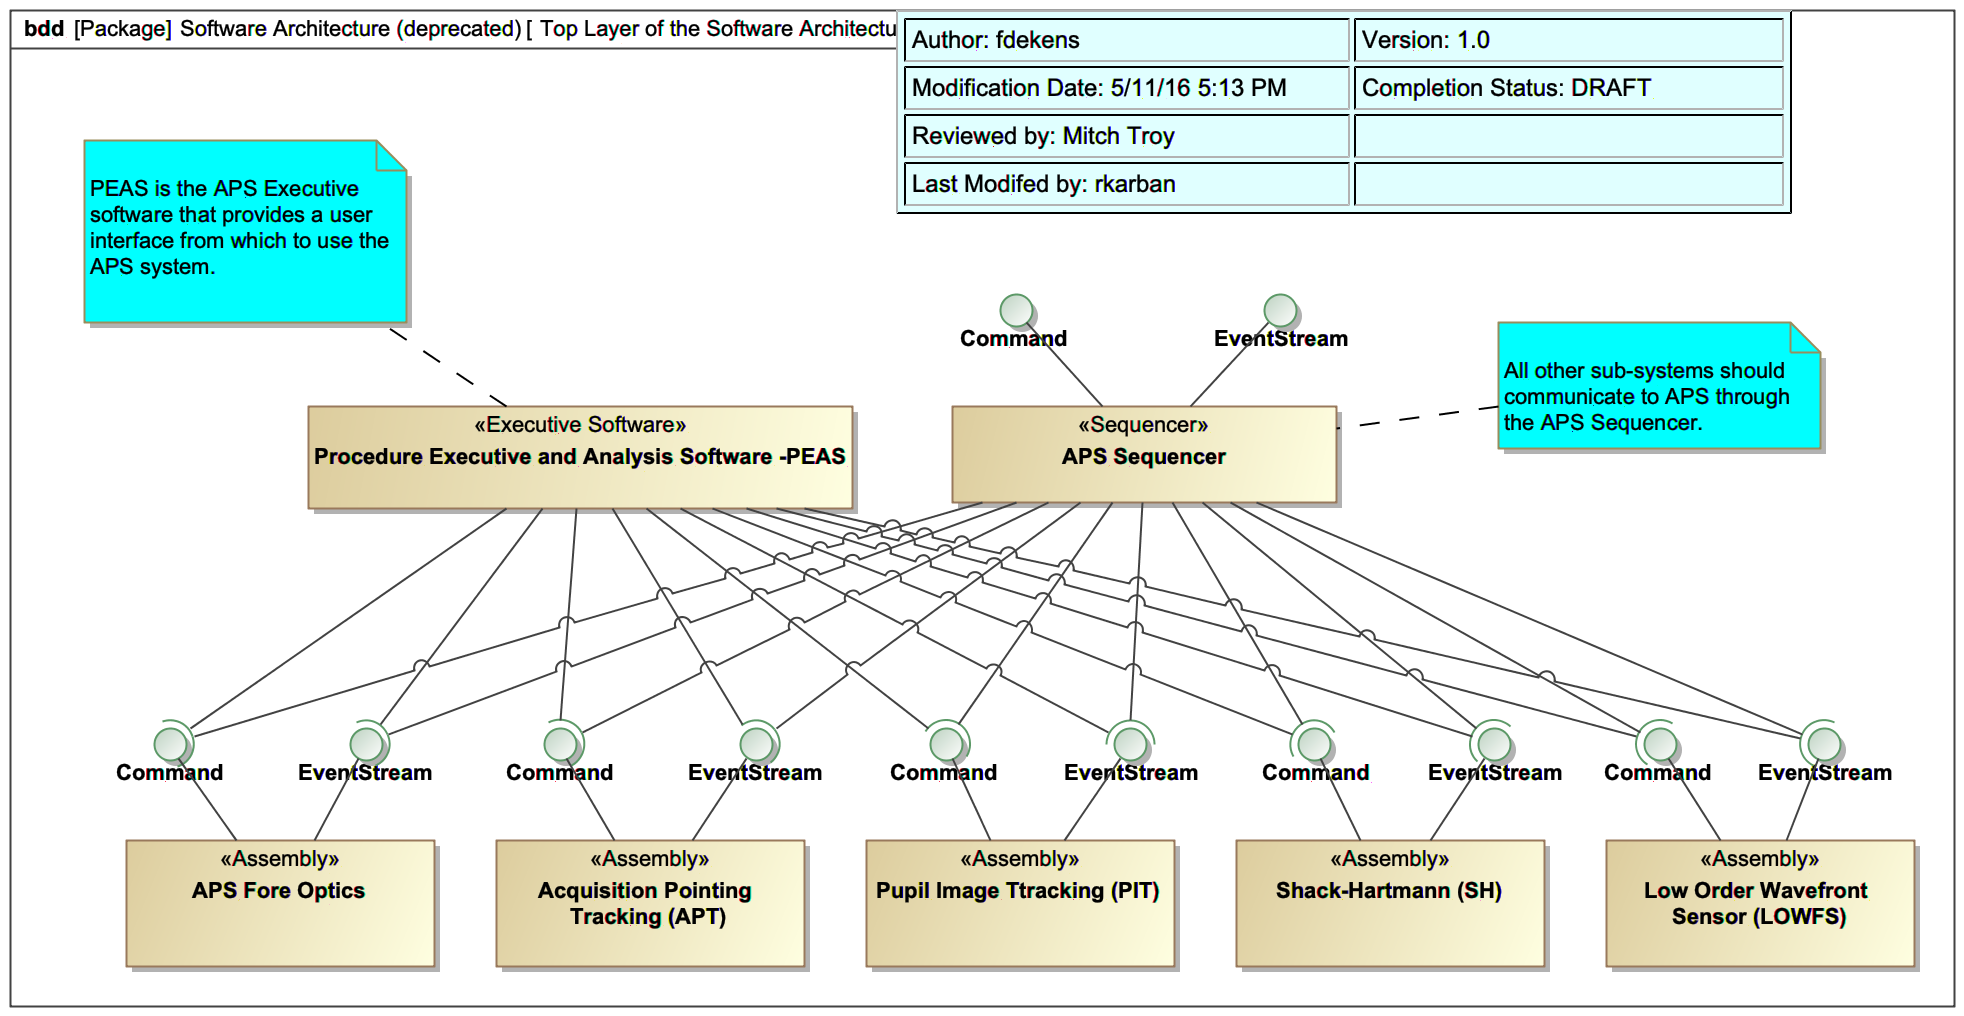 bdd [Package] Software Architecture (deprecated) [ Top Layer of the Software Architectu
Author: fdekens
Version: 1.0
Modification Date: 5/11/16 5:13 PM
Completion Status: DRAFT
Reviewed by: Mitch Troy
Last Modifed by: rkarban
PEAS is the APS Executive
software that provides a user
interface from which to use the
APS system.
Command
EventStream
All other sub-systems should
communicate to APS through
the APS Sequencer.
«Executive Software»
Procedure Executive and Analysis Software -PEAS
«Sequencer»
APS Sequencer
Command
EventStream
Command
EventStream
Command
EventStream
Command
EventStream
Command
EventStream
«Assembly»
APS Fore Optics
«Assembly»
Acquisition Pointing
Tracking (APT)
«Assembly»
Pupil Image Ttracking (PIT)
«Assembly»
Shack-Hartmann (SH)
«Assembly»
Low Order Wavefront
Sensor (LOWFS)